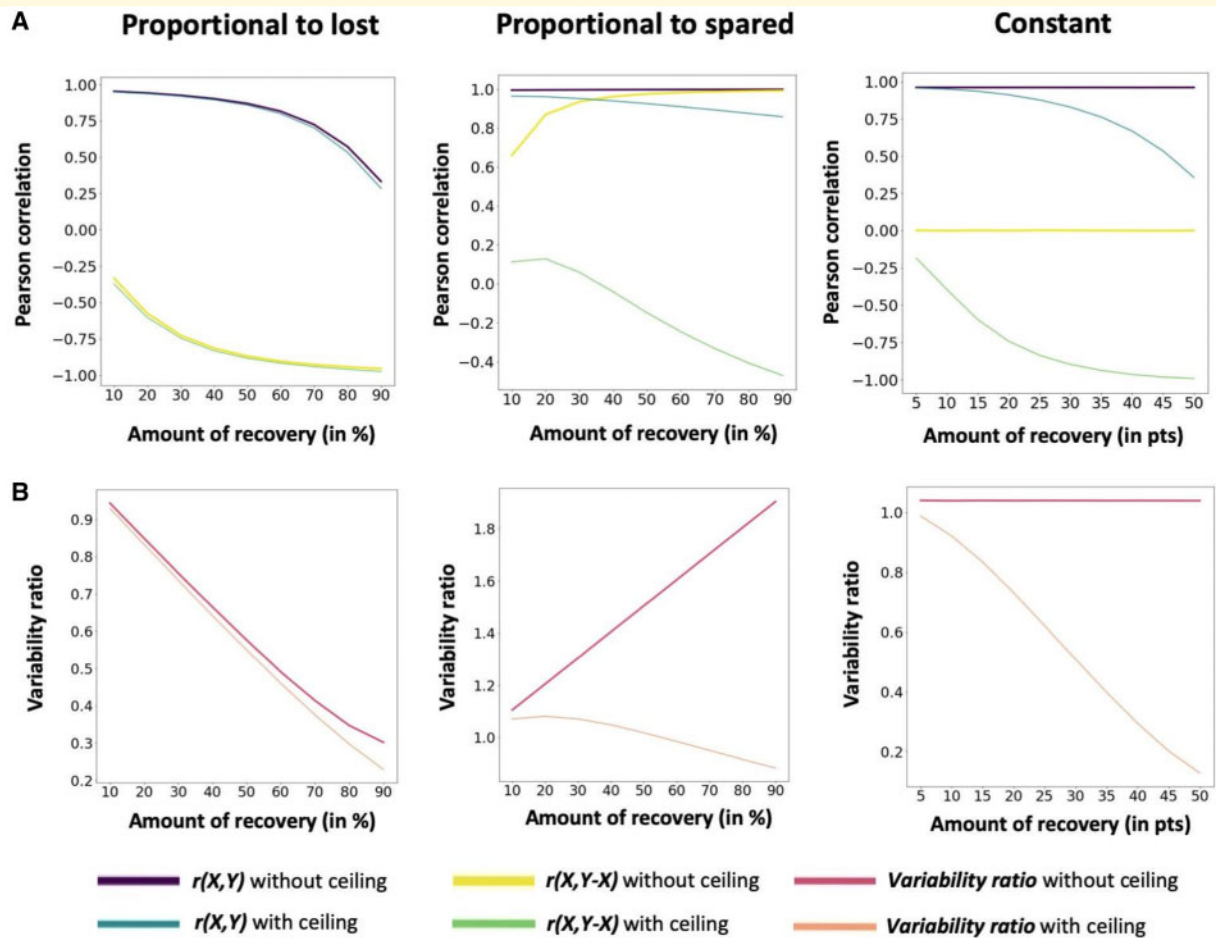 A
Proportional to lost
Proportional to spared
Constant
Pearson correlation
1.00
0.75
0.50
0.25
0.00
−0.25
−0.50
−0.75
−1.00
10 20 30 40 50 60 70 80 90
Amount of recovery (in %)
Pearson correlation
1.0
0.8
0.6
0.4
0.2
0.0
−0.2
−0.4
10 20 30 40 50 60 70 80 90
Amount of recovery (in %)
Pearson correlation
1.00
0.75
0.50
0.25
0.00
−0.25
−0.50
−0.75
−1.00
5 10 15 20 25 30 35 40 45 50
Amount of recovery (in pts)
B
Variability ratio
0.9
0.8
0.7
0.6
0.5
0.4
0.3
0.2
10 20 30 40 50 60 70 80 90
Amount of recovery (in %)
Variability ratio
1.8
1.6
1.4
1.2
1.0
10 20 30 40 50 60 70 80 90
Amount of recovery (in %)
Variability ratio
1.0
0.8
0.6
0.4
0.2
5 10 15 20 25 30 35 40 45 50
Amount of recovery (in pts)
r(X,Y) without ceiling
r(X,Y-X) without ceiling
Variability ratio without ceiling
r(X,Y) with ceiling
r(X,Y-X) with ceiling
Variability ratio with ceiling